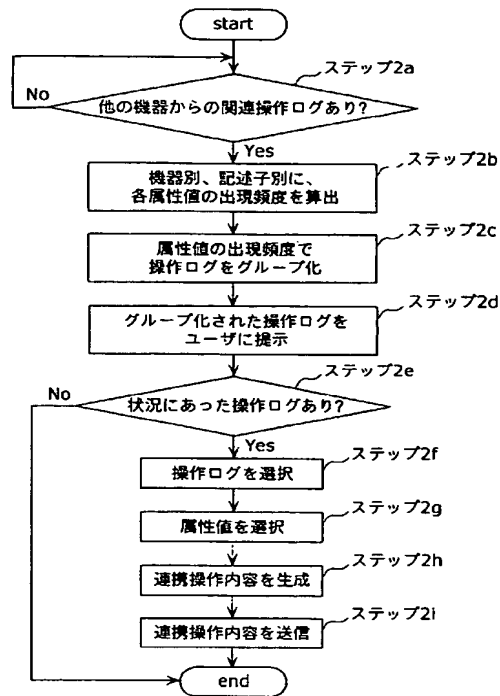 start
ステップ2a
他の機器からの関連操作ログあり?
No
Yes
ステップ2b
機器別、記述子別に、
各属性値の出現頻度を算出
ステップ2c
属性値の出現頻度で
操作ログをグループ化
ステップ2d
グループ化された操作ログを
ユーザに提示
ステップ2e
No
状況にあった操作ログあり?
Yes
ステップ2f
操作ログを選択
ステップ2g
属性値を選択
ステップ2h
連携操作内容を生成
ステップ2i
連携操作内容を送信
end